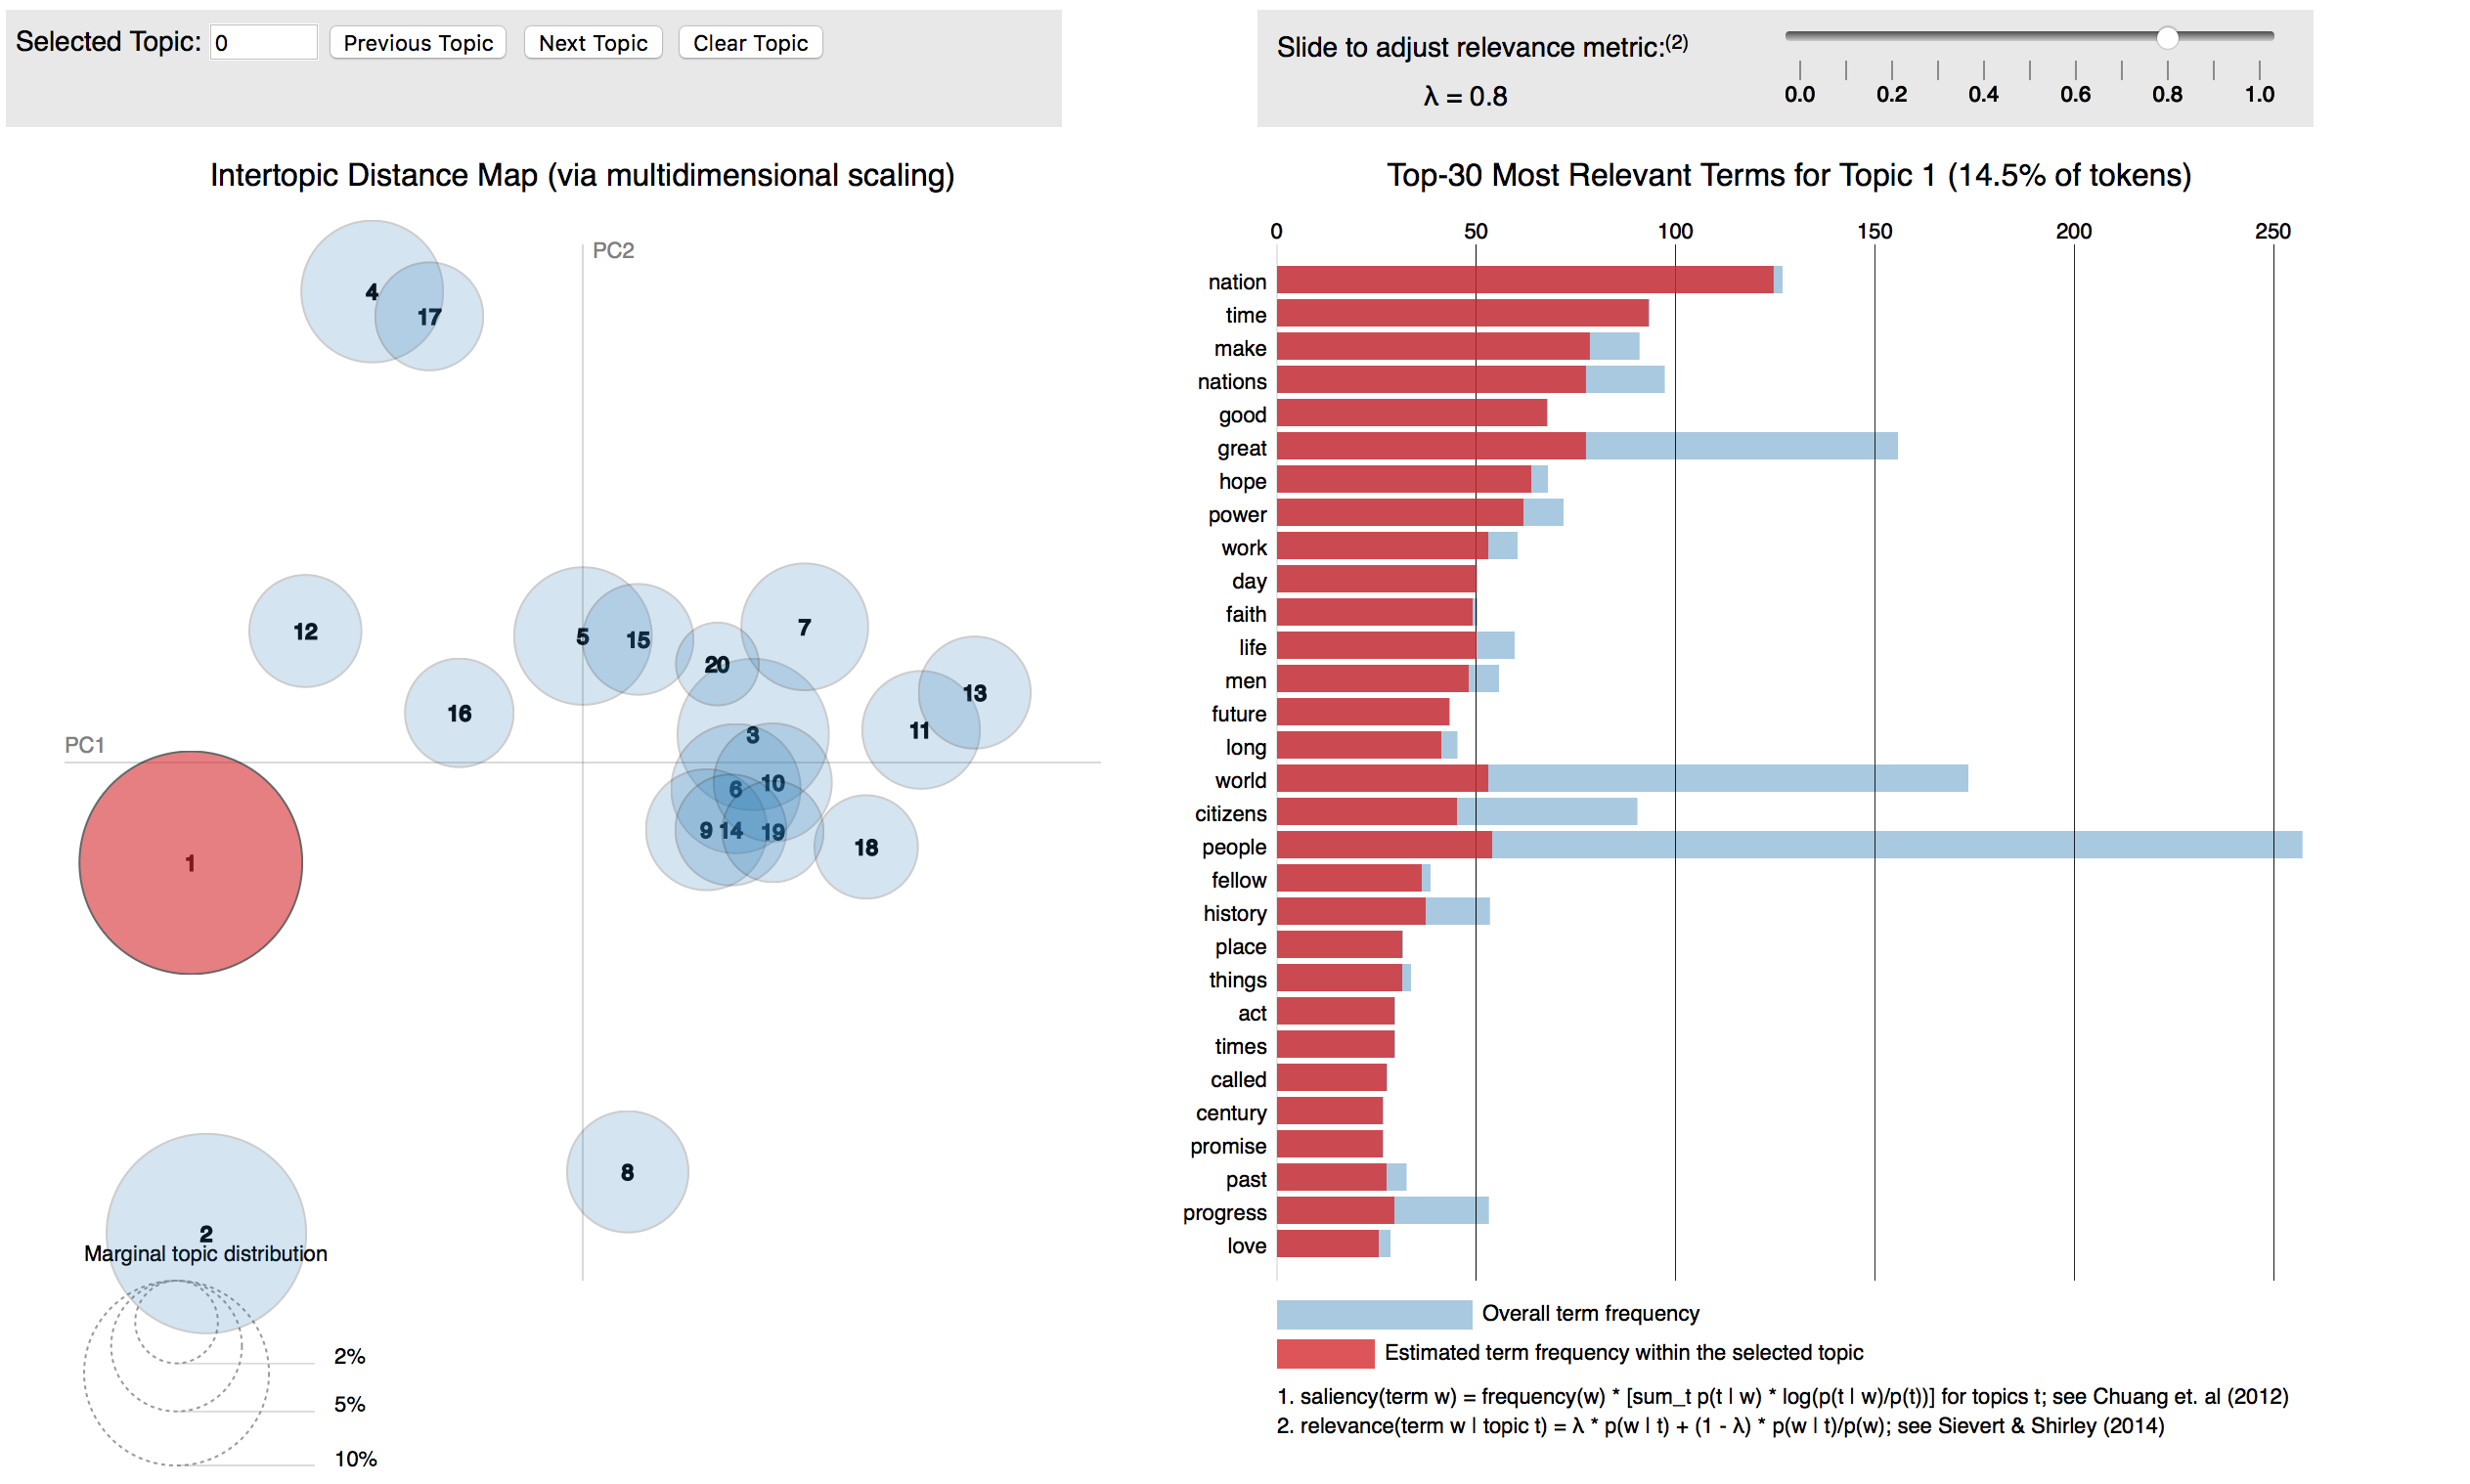 Selected Topic: 0 Previous Topic Next Topic Clear Topic
Slide to adjust relevance metric:(2)
λ = 0.8
0.0 0.2 0.4 0.6 0.8 1.0
Intertopic Distance Map (via multidimensional scaling)
PC2
PC1
4
17
12
5
15
7
20
16
13
11
3
10
6
9
14
19
18
1
8
2
Marginal topic distribution
2%
5%
10%
Top-30 Most Relevant Terms for Topic 1 (14.5% of tokens)
0 50 100 150 200 250
nation
time
make
nations
good
great
hope
power
work
day
faith
life
men
future
long
world
citizens
people
fellow
history
place
things
act
times
called
century
promise
past
progress
love
Overall term frequency
Estimated term frequency within the selected topic
1. saliency(term w) = frequency(w) * [sum_t p(t | w) * log(p(t | w)/p(t))] for topics t; see Chuang et. al (2012)
2. relevance(term w | topic t) = λ * p(w | t) + (1 - λ) * p(w | t)/p(w); see Sievert & Shirley (2014)